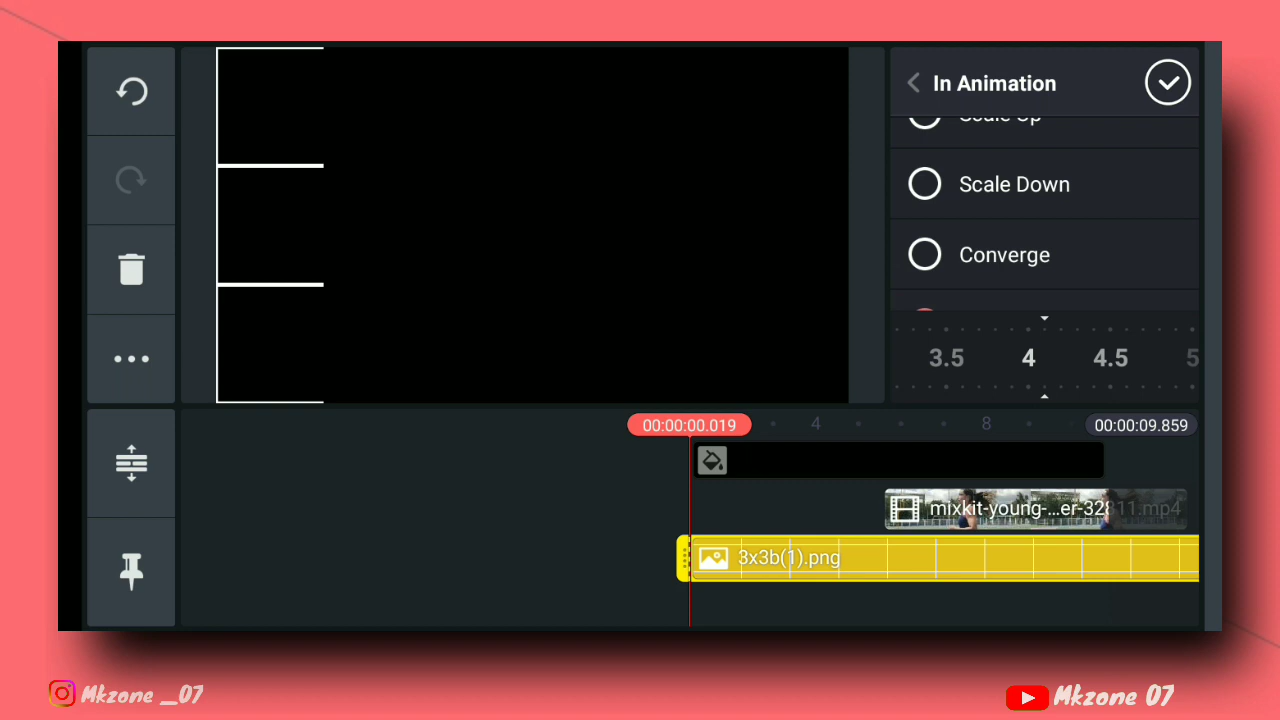 In Animation
Scale Up
Scale Down
Converge
3.5 4 4.5 5
00:00:00.019 4 8 00:00:09.859
mixkit-young-...er-32811.mp4
3x3b(1).png
Mkzone _07
Mkzone 07